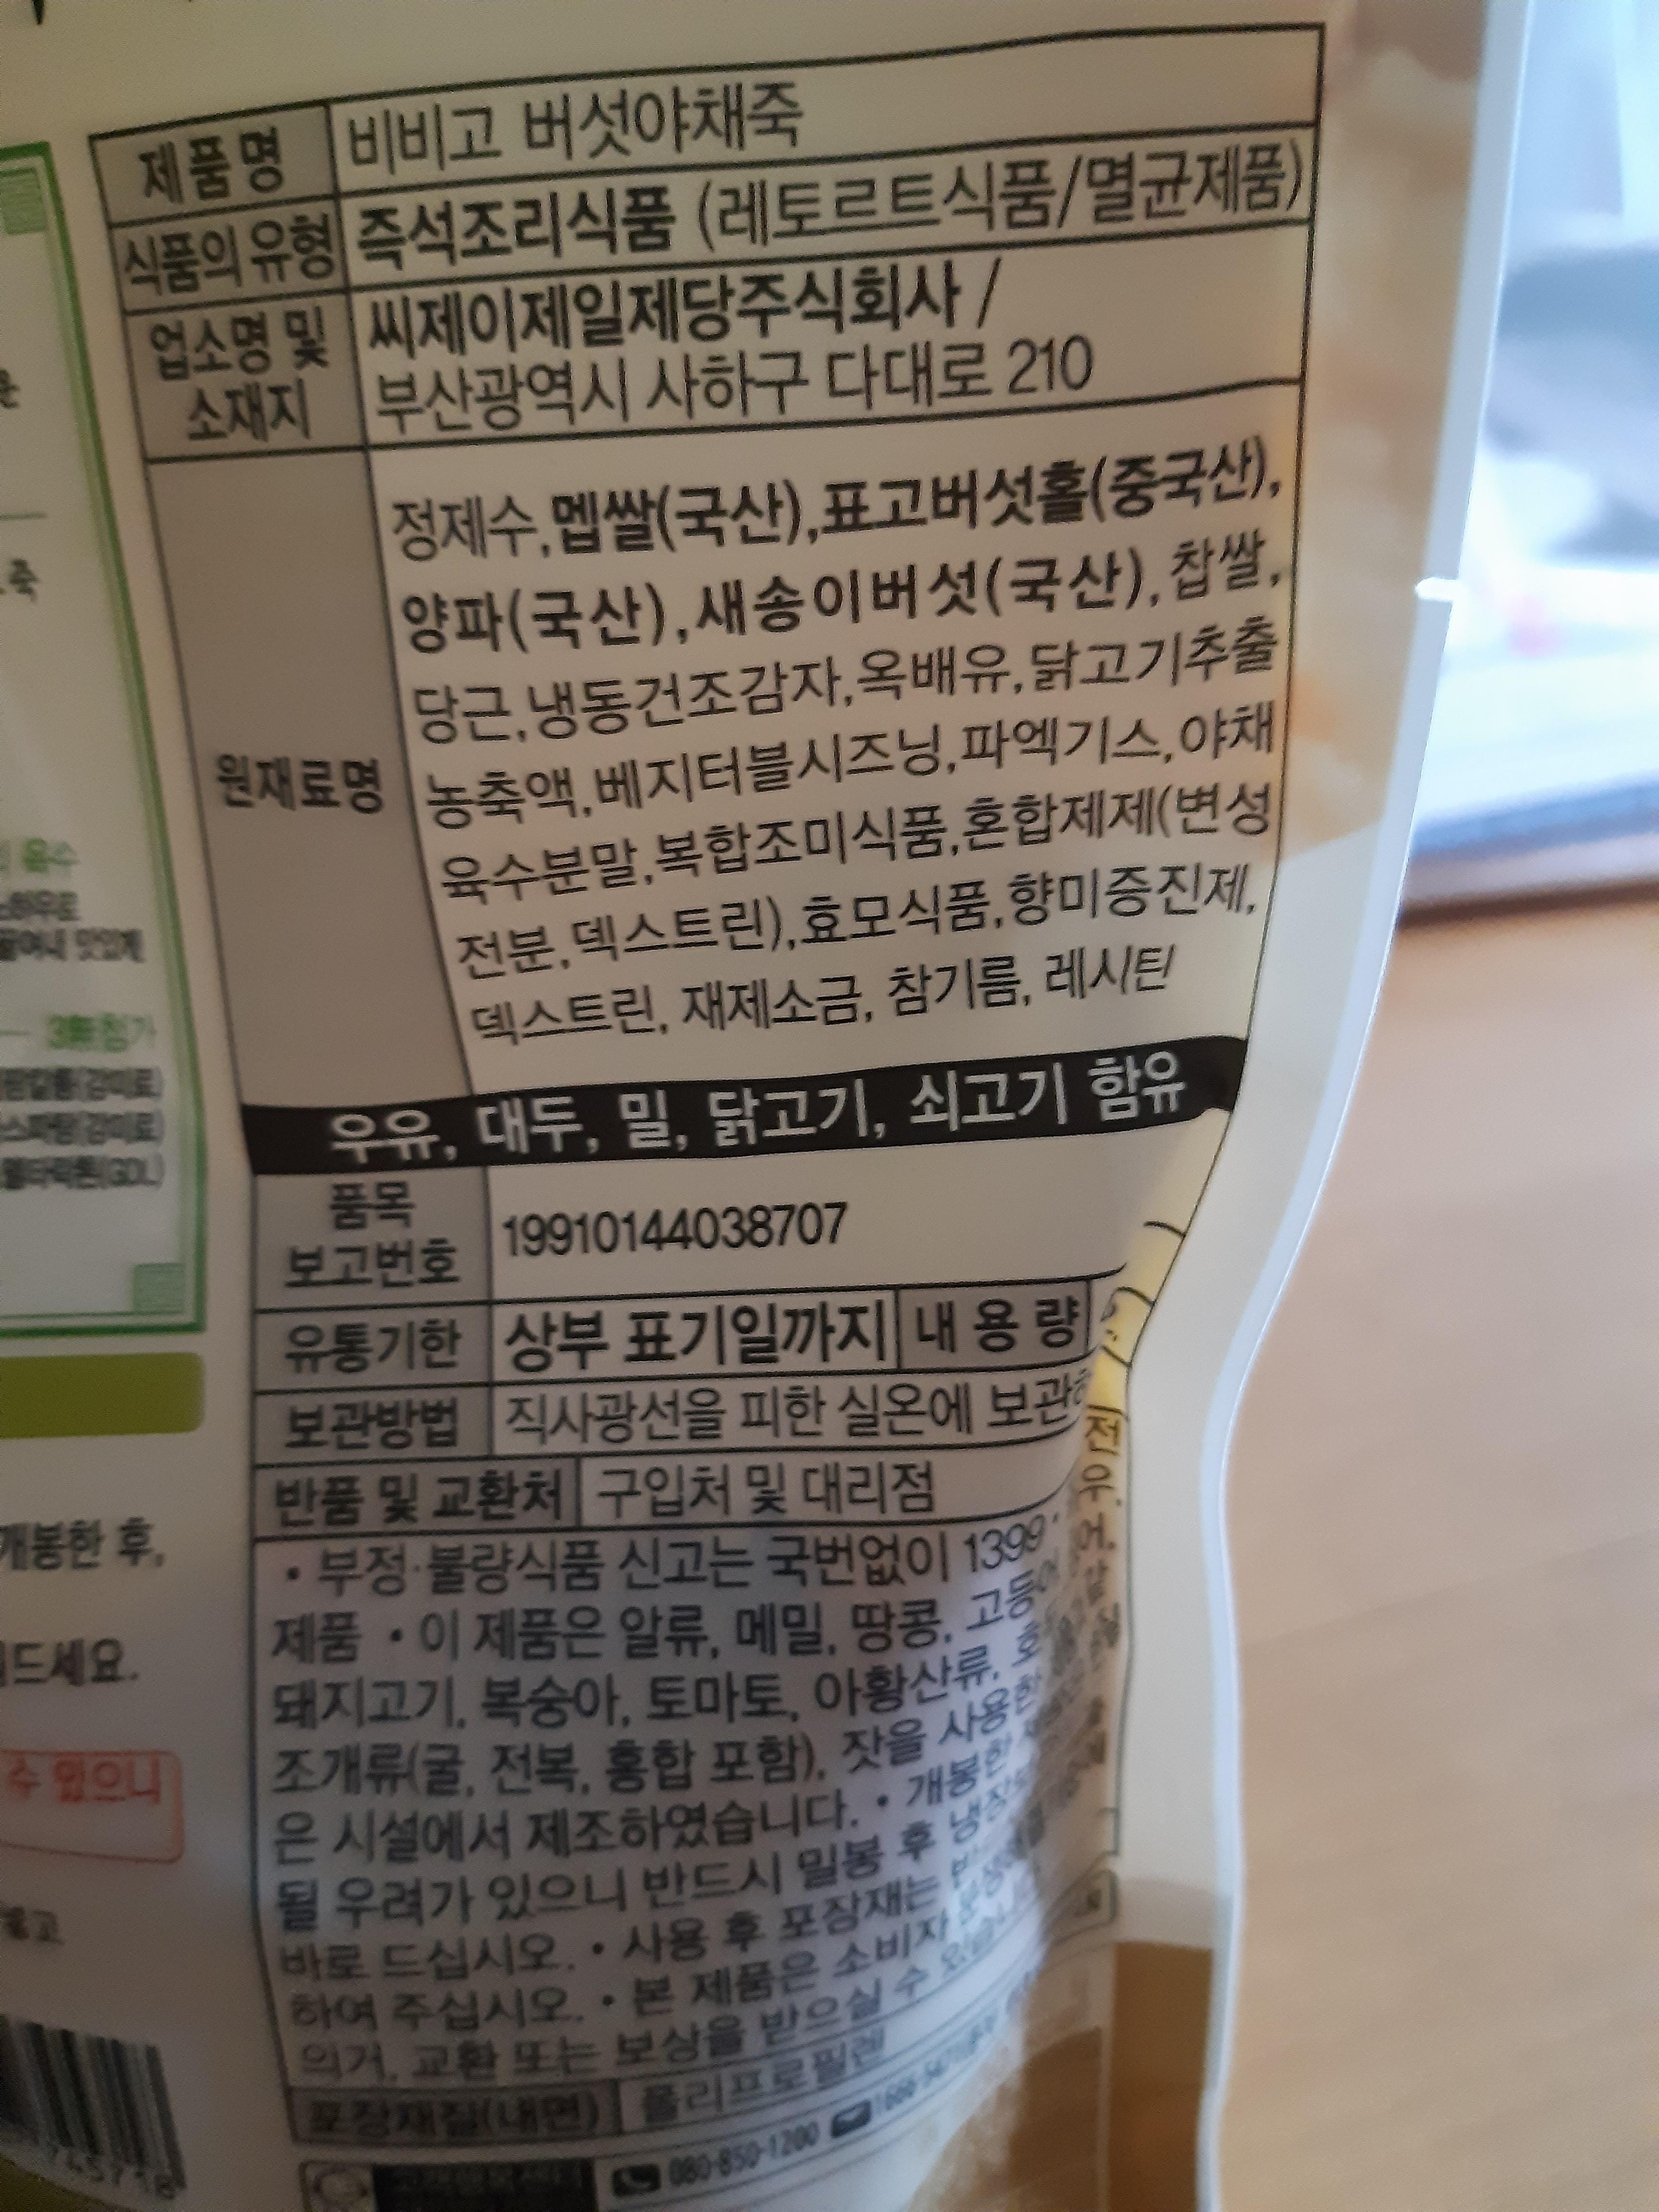 제품명 비비고 버섯야채죽
식품의 유형 즉석조리식품 (레토르트식품/멸균제품)
업소명 및 소재지 씨제이제일제당주식회사 /
부산광역시 사하구 다대로 210
원재료명
정제수,멥쌀(국산),표고버섯홀(중국산),
양파(국산),새송이버섯(국산),찹쌀,
당근,냉동건조감자,옥배유,닭고기추출
농축액,베지터블시즈닝,파엑기스,야채
육수분말,복합조미식품,혼합제제(변성
전분,덱스트린),효모식품,향미증진제,
덱스트린, 재제소금, 참기름, 레시틴
우유, 대두, 밀, 닭고기, 쇠고기 함유
품목 보고번호 19910144038707
유통기한 상부 표기일까지 내 용 량
보관방법 직사광선을 피한 실온에
반품 및 교환처 구입처 및 대리점
• 부정·불량식품 신고는 국번없이 1399
제품 • 이 제품은 알류, 메밀, 땅콩,
돼지고기, 복숭아, 토마토, 아황산류,
조개류(굴, 전복, 홍합 포함), 잣을
은 시설에서 제조하였습니다. • 개봉한
될 우려가 있으니 반드시 밀봉 후
바로 드십시오. • 사용 후 포장재는
하여 주십시오. • 본 제품은 소비자
의거, 교환 또는 보상을 받으실 수
포장재질(내면) 폴리프로필렌
080-850-1200
개봉한 후,
드세요.
수 없으니